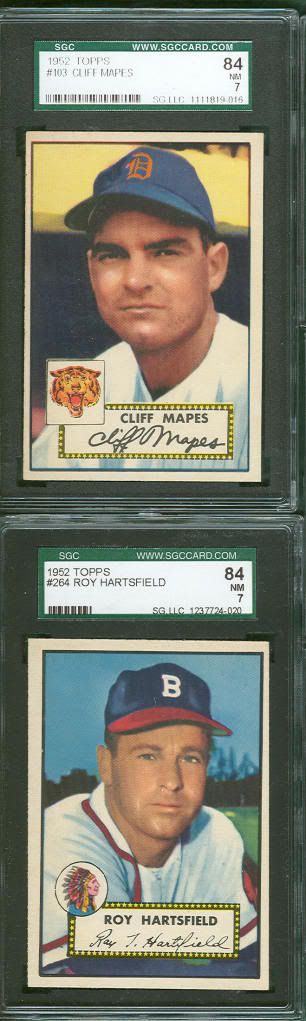 SGC WWW.SGCCARD.COM
1952 TOPPS 84
#103 CLIFF MAPES NM
7
SG.LLC 1111819-016
D
CLIFF MAPES
Cliff Mapes
SGC WWW.SGCCARD.COM
1952 TOPPS 84
#264 ROY HARTSFIELD NM
7
SG.LLC 1237724-020
B
ROY HARTSFIELD
Roy T. Hartsfield